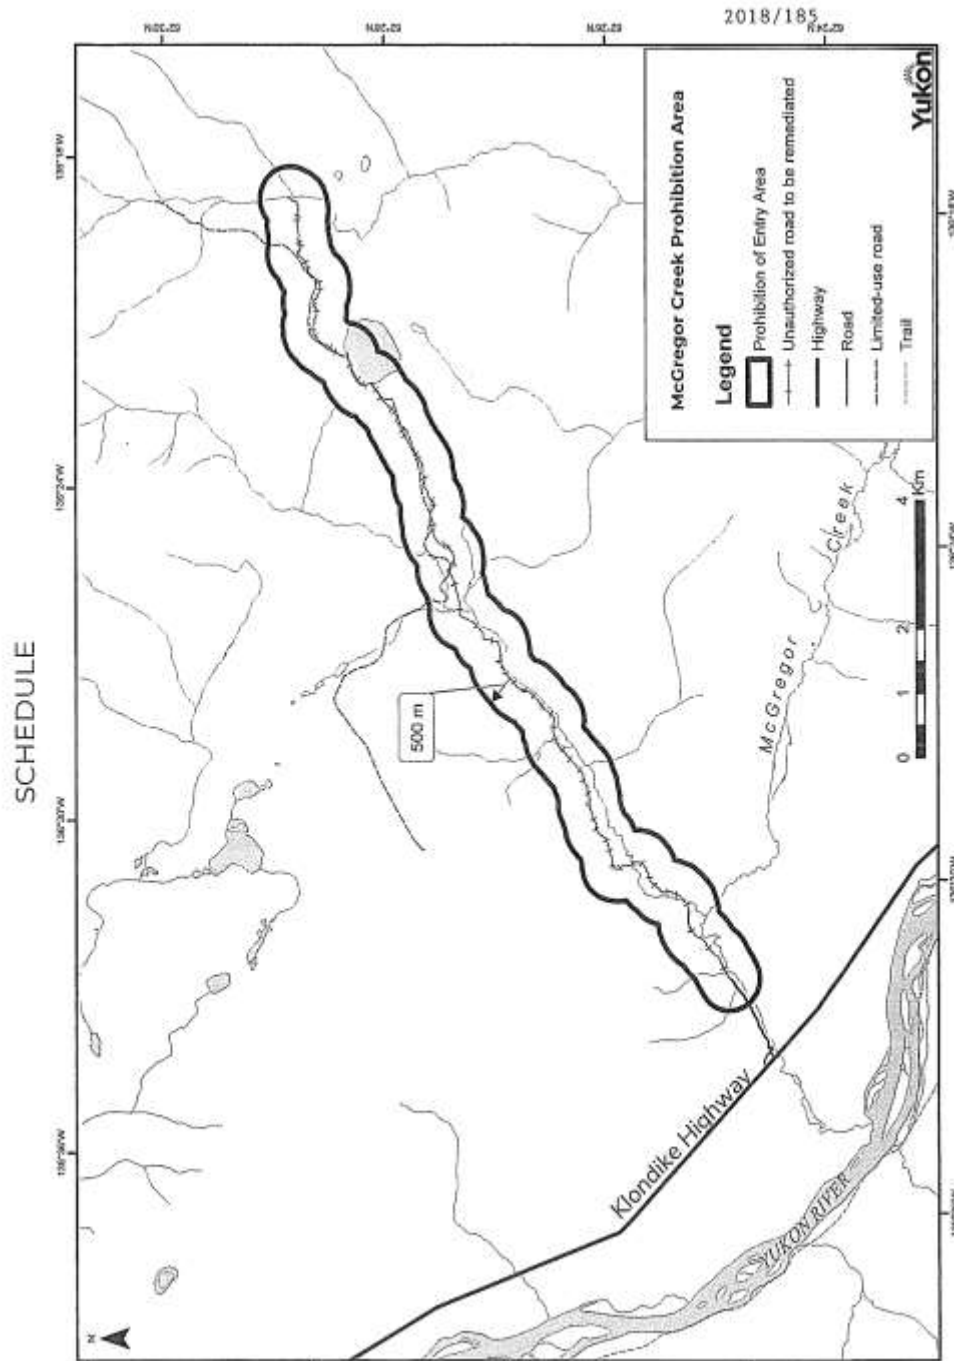 2018/185
SCHEDULE
McGregor Creek Prohibition Area
Legend
Prohibition of Entry Area
Unauthorized road to be remediated
Highway
Road
Limited-use road
Trail
Yukon
500 m
McGregor Creek
Klondike Highway
YUKON RIVER
0 1 2 4 Km
N